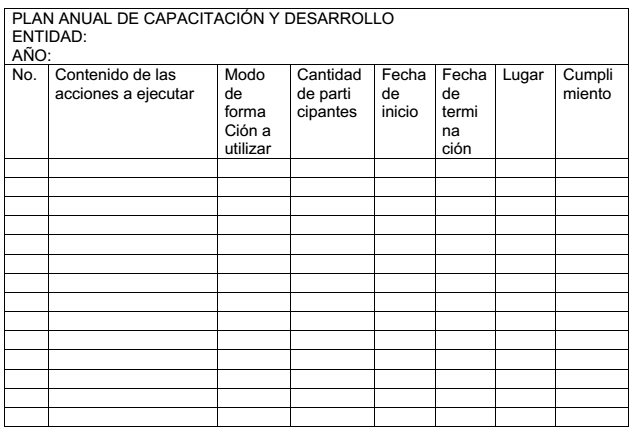 PLAN ANUAL DE CAPACITACIÓN Y DESARROLLO
ENTIDAD:
AÑO:
No.
Contenido de las
acciones a ejecutar
Modo
de
forma
Ción a
utilizar
Cantidad
de parti
cipantes
Fecha
de
inicio
Fecha
de
termi
na
ción
Lugar
Cumpli
miento